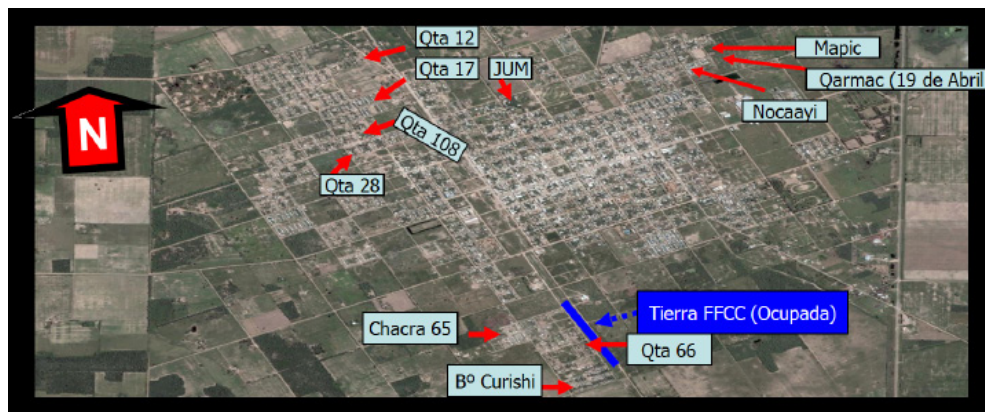 Qta 12
Mapic
Qta 17
JUM
Qarmac (19 de Abril
Nocaayi
N
Qta 108
Qta 28
Tierra FFCC (Ocupada)
Chacra 65
Qta 66
Bº Curishi